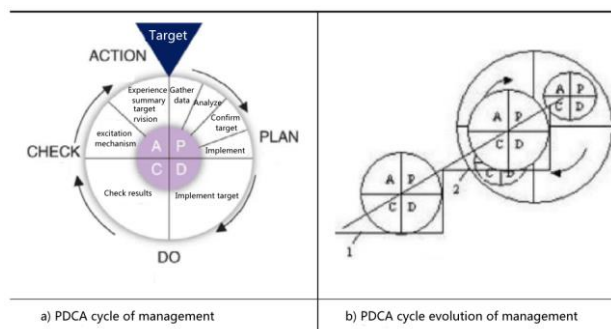 Target
ACTION
Experience
summary
target
rvision
Gather
data
Analyze
Confirm
target
excitation
mechanism
A P
C D
Implement
PLAN
CHECK
Check results
Implement target
DO
A P
C D
A P
C D
A P
C D
C D
2
1
a) PDCA cycle of management
b) PDCA cycle evolution of management